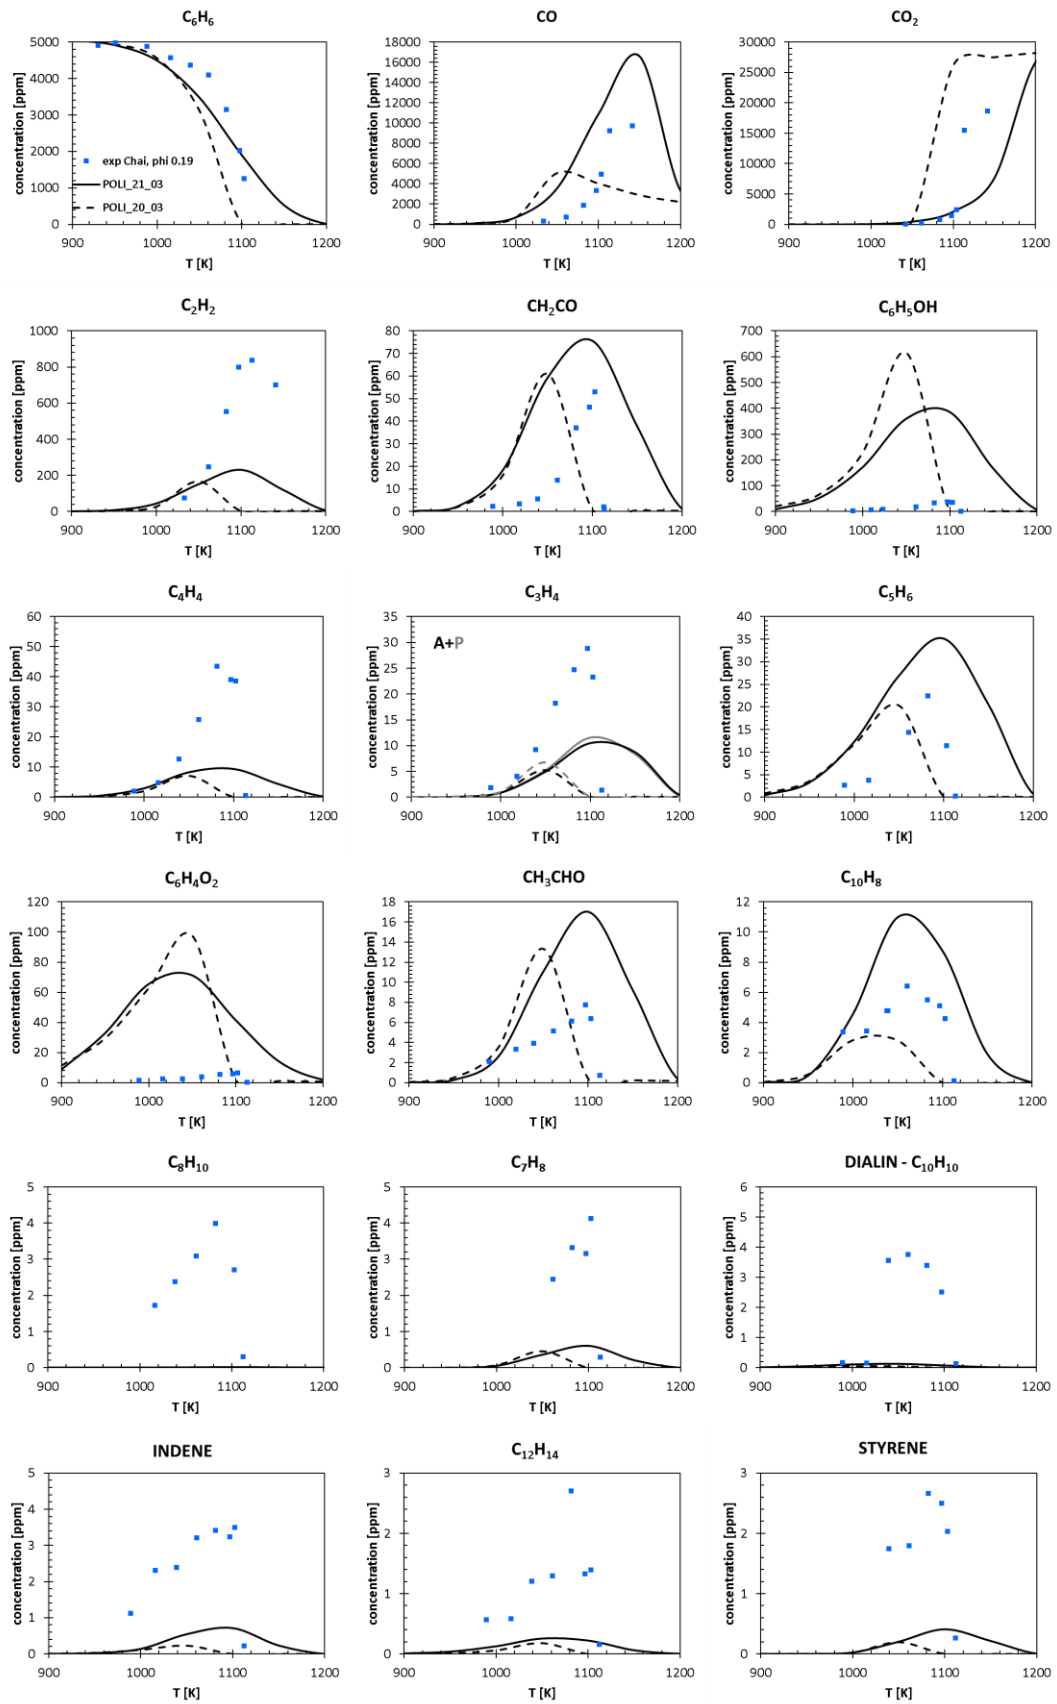 C6H6
concentration [ppm]
5000
4000
3000
2000
1000
0
exp Chai, phi 0.19
POLI_21_03
POLI_20_03
900 1000 1100 1200
T [K]
CO
concentration [ppm]
18000
16000
14000
12000
10000
8000
6000
4000
2000
0
900 1000 1100 1200
T [K]
CO2
concentration [ppm]
30000
25000
20000
15000
10000
5000
0
900 1000 1100 1200
T [K]
C2H2
concentration [ppm]
1000
800
600
400
200
0
900 1000 1100 1200
T [K]
CH2CO
concentration [ppm]
80
70
60
50
40
30
20
10
0
900 1000 1100 1200
T [K]
C6H5OH
concentration [ppm]
700
600
500
400
300
200
100
0
900 1000 1100 1200
T [K]
C4H4
concentration [ppm]
60
50
40
30
20
10
0
900 1000 1100 1200
T [K]
C3H4
concentration [ppm]
35
30
25
20
15
10
5
0
A+P
900 1000 1100 1200
T [K]
C5H6
concentration [ppm]
40
35
30
25
20
15
10
5
0
900 1000 1100 1200
T [K]
C6H4O2
concentration [ppm]
120
100
80
60
40
20
0
900 1000 1100 1200
T [K]
CH3CHO
concentration [ppm]
18
16
14
12
10
8
6
4
2
0
900 1000 1100 1200
T [K]
C10H8
concentration [ppm]
12
10
8
6
4
2
0
900 1000 1100 1200
T [K]
C8H10
concentration [ppm]
5
4
3
2
1
0
900 1000 1100 1200
T [K]
C7H8
concentration [ppm]
5
4
3
2
1
0
900 1000 1100 1200
T [K]
DIALIN - C10H10
concentration [ppm]
6
5
4
3
2
1
0
900 1000 1100 1200
T [K]
INDENE
concentration [ppm]
5
4
3
2
1
0
900 1000 1100 1200
T [K]
C12H14
concentration [ppm]
3
2
1
0
900 1000 1100 1200
T [K]
STYRENE
concentration [ppm]
3
2
1
0
900 1000 1100 1200
T [K]